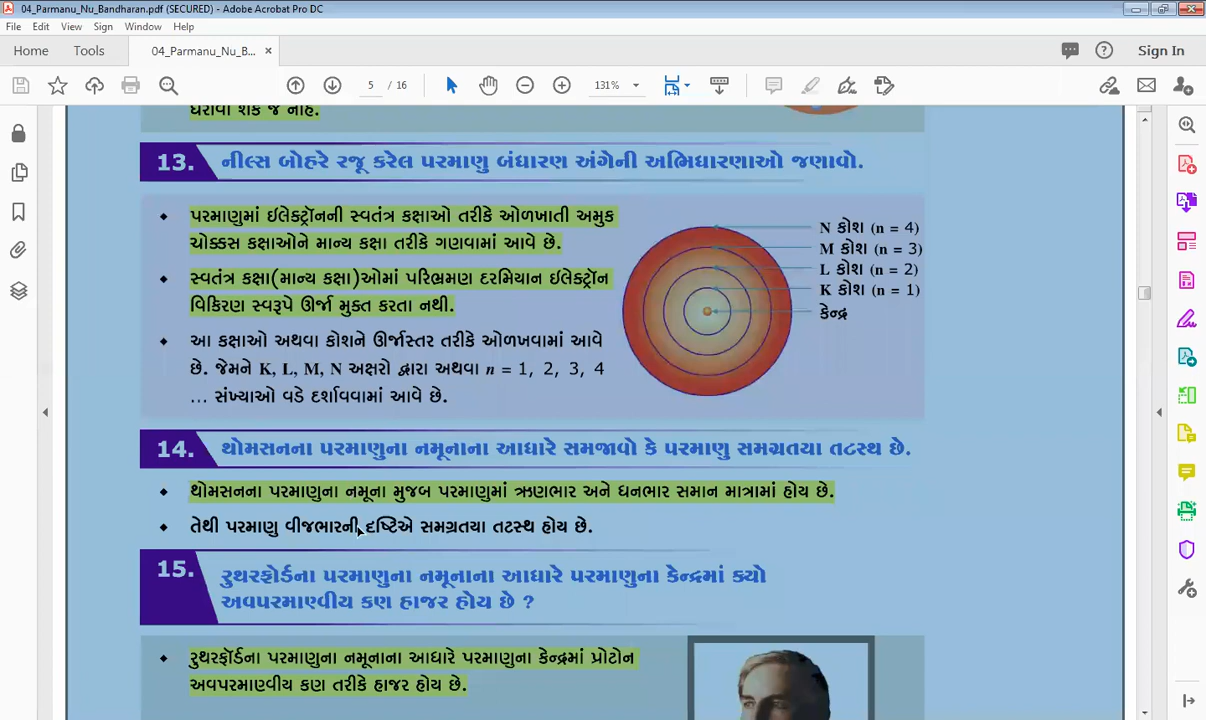 04_Parmanu_Nu_Bandharan.pdf (SECURED) - Adobe Acrobat Pro DC
File Edit View Sign Window Help
Home Tools 04_Parmanu_Nu_B... × Sign In
5 / 16 131%
ધરાવી શકે જ નહિ.
13. નીલ્સ બોહરે રજૂ કરેલ પરમાણુ બંધારણ અંગેની અભિધારણાઓ જણાવો.
પરમાણુમાં ઇલેક્ટ્રૉનની સ્વતંત્ર કક્ષાઓ તરીકે ઓળખાતી અમુક
ચોક્કસ કક્ષાઓને માન્ય કક્ષા તરીકે ગણવામાં આવે છે.
સ્વતંત્ર કક્ષા(માન્ય કક્ષા)ઓમાં પરિભ્રમણ દરમિયાન ઇલેક્ટ્રૉન
વિકિરણ સ્વરૂપે ઊર્જા મુક્ત કરતા નથી.
આ કક્ષાઓ અથવા કોશને ઊર્જાસ્તર તરીકે ઓળખવામાં આવે
છે. જેમને K, L, M, N અક્ષરો દ્વારા અથવા n = 1, 2, 3, 4
... સંખ્યાઓ વડે દર્શાવવામાં આવે છે.
N કોશ (n = 4)
M કોશ (n = 3)
L કોશ (n = 2)
K કોશ (n = 1)
કેન્દ્ર
14. થોમસનના પરમાણુના નમૂનાના આધારે સમજાવો કે પરમાણુ સમગ્રતયા તટસ્થ છે.
થોમસનના પરમાણુના નમૂના મુજબ પરમાણુમાં ઋણભાર અને ધનભાર સમાન માત્રામાં હોય છે.
તેથી પરમાણુ વીજભારની દૃષ્ટિએ સમગ્રતયા તટસ્થ હોય છે.
15. રુથરફોર્ડના પરમાણુના નમૂનાના આધારે પરમાણુના કેન્દ્રમાં ક્યો
અવપરમાણ્વીય કણ હાજર હોય છે ?
રુથરફૉર્ડના પરમાણુના નમૂનાના આધારે પરમાણુના કેન્દ્રમાં પ્રોટોન
અવપરમાણ્વીય કણ તરીકે હાજર હોય છે.